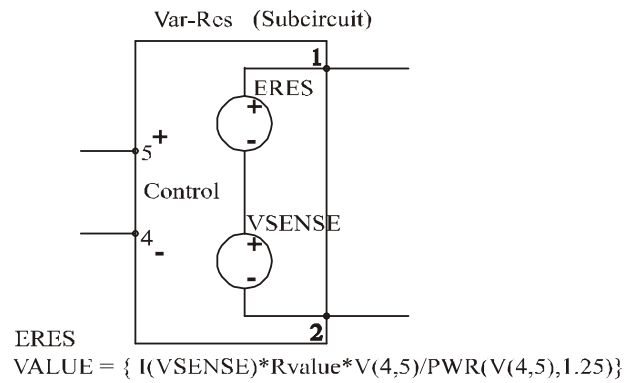 Var-Res (Subcircuit)
1
ERES
+
-
5 +
Control
VSENSE
4
+
-
-
2
ERES
VALUE = { I(VSENSE)*Rvalue*V(4,5)/PWR(V(4,5),1.25)}